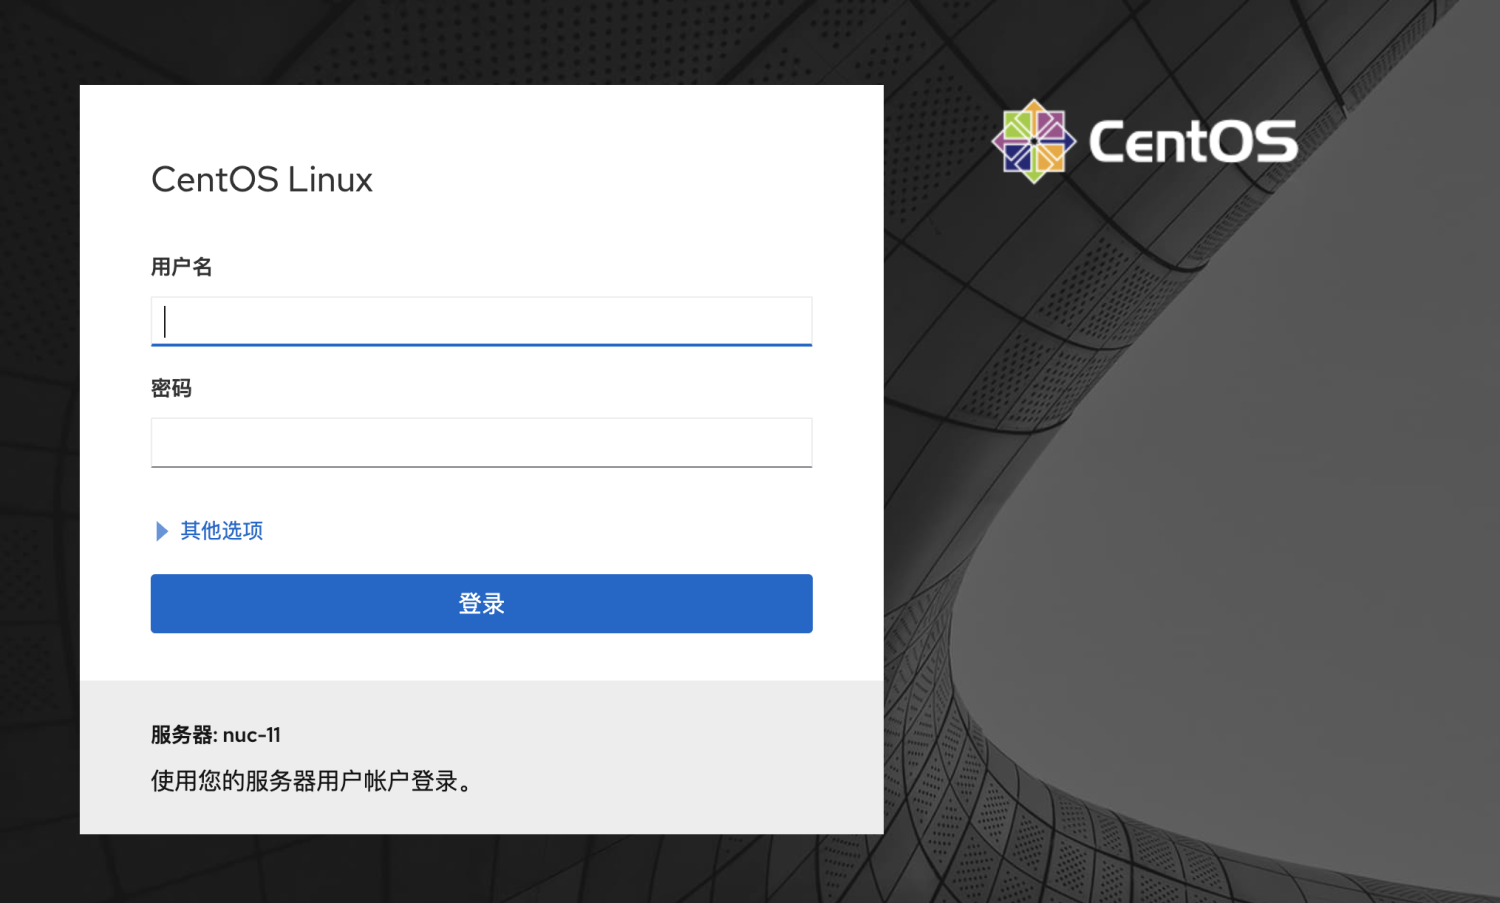 CentOS Linux
用户名
密码
其他选项
登录
服务器: nuc-11
使用您的服务器用户帐户登录。
CentOS